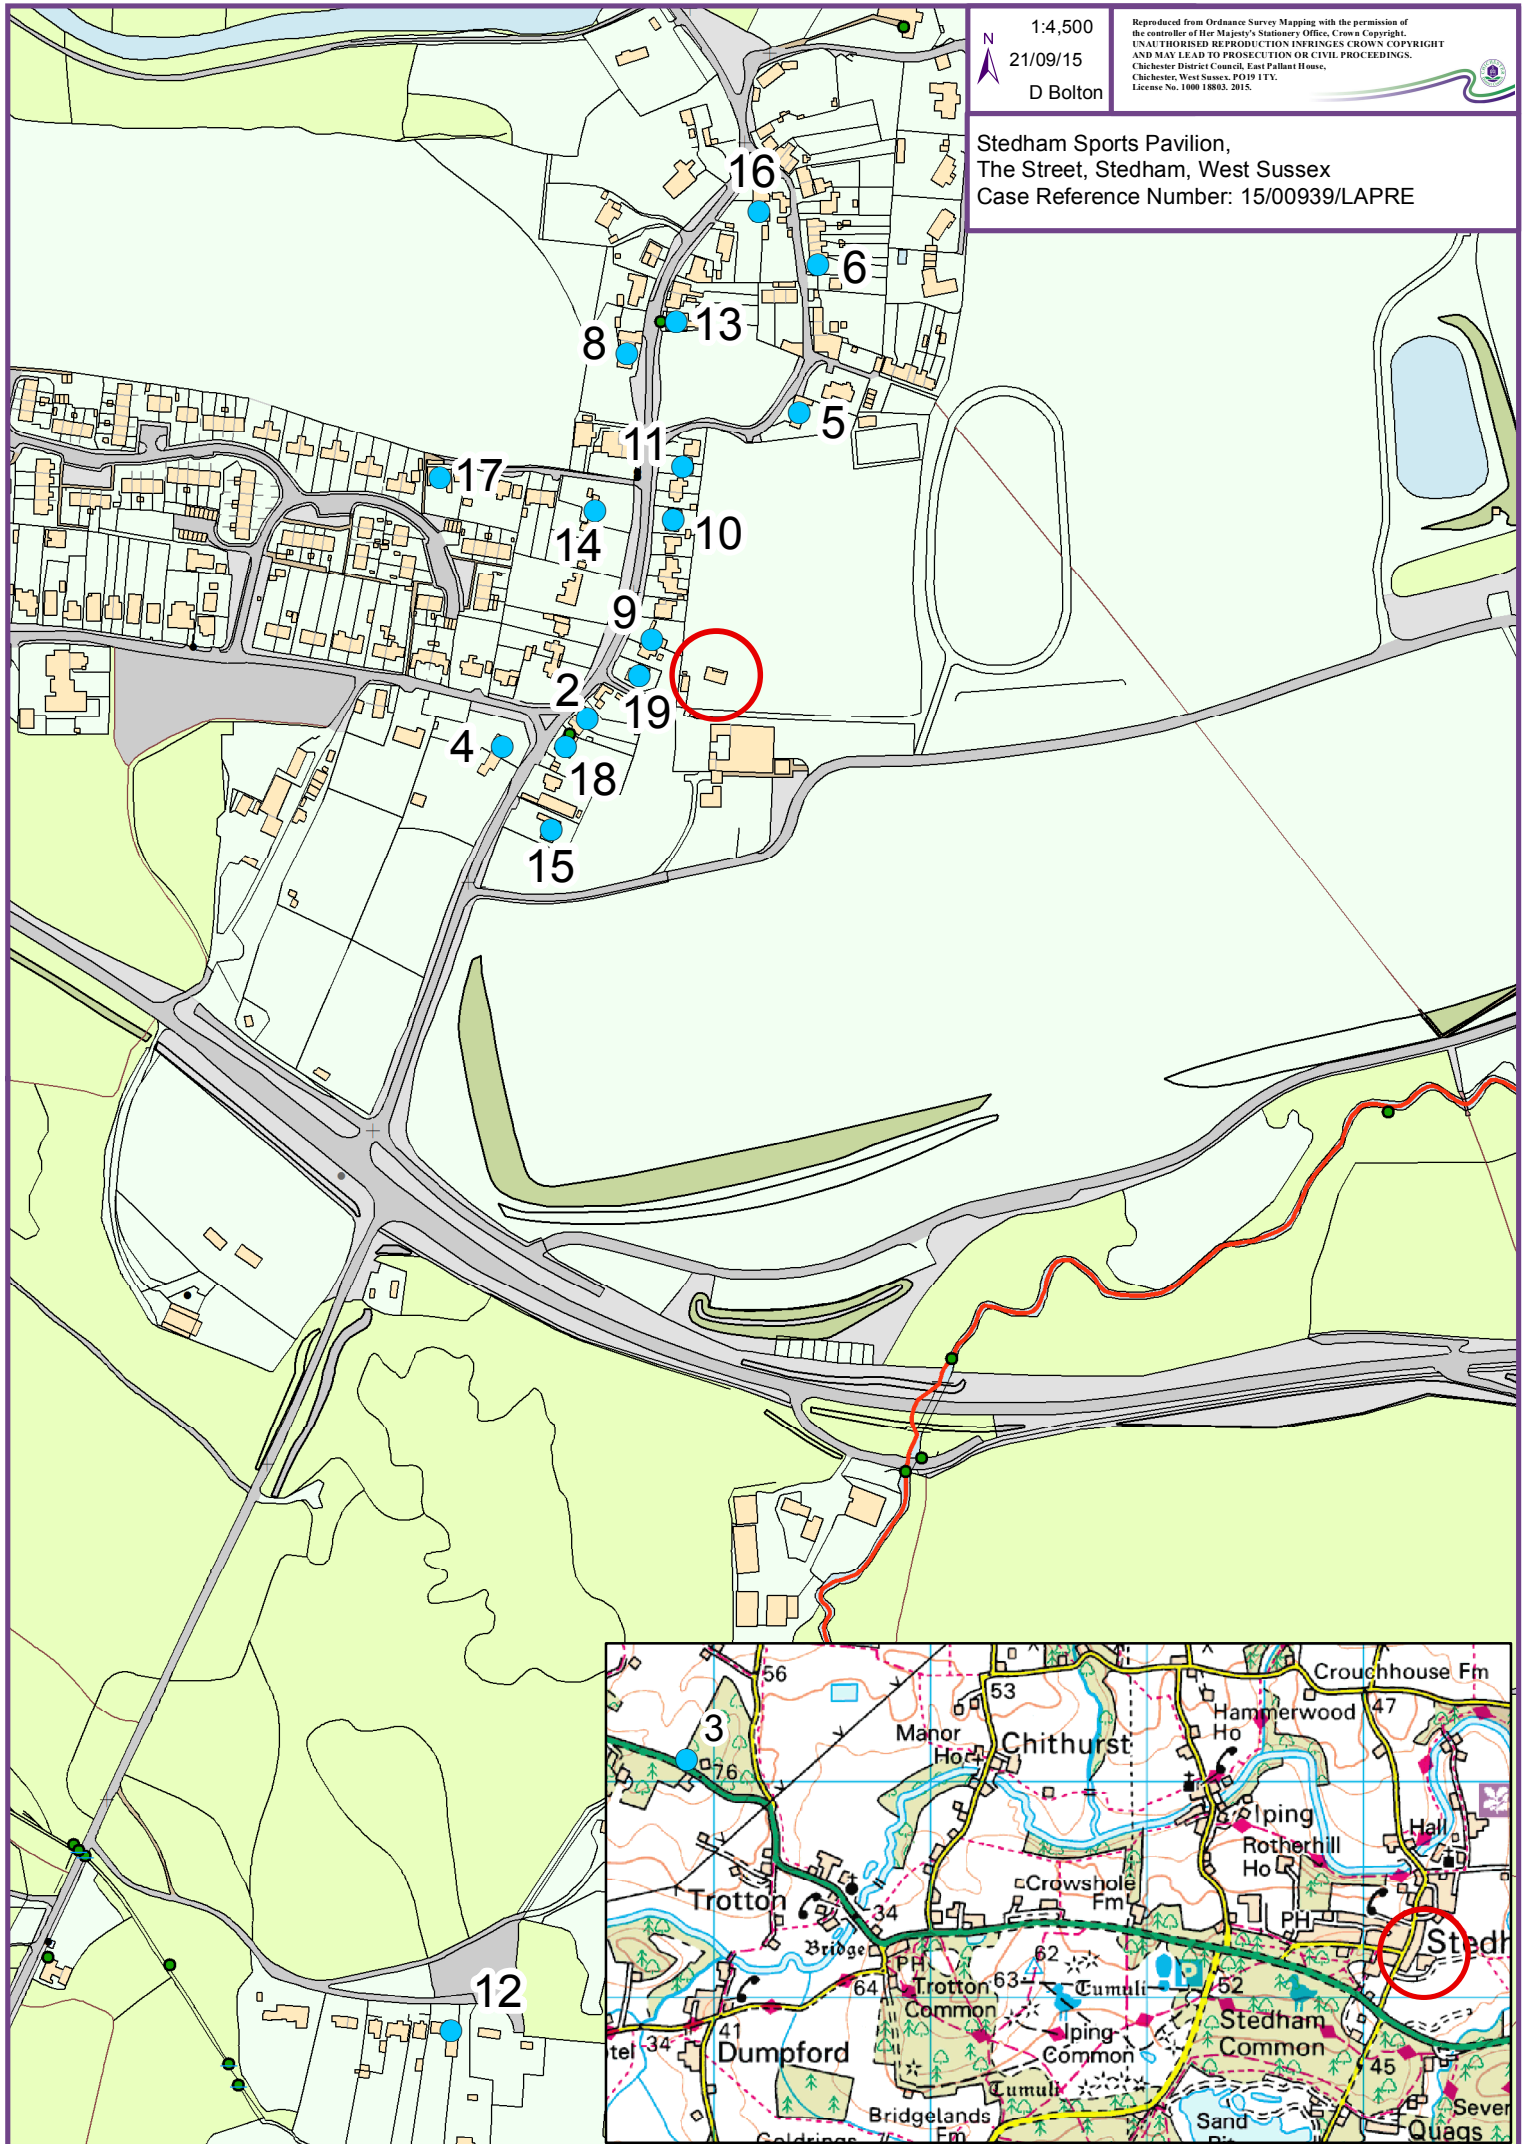 1:4,500
N
21/09/15
D Bolton
Reproduced from Ordnance Survey Mapping with the permission of
the controller of Her Majesty's Stationery Office, Crown Copyright.
UNAUTHORISED REPRODUCTION INFRINGES CROWN COPYRIGHT
AND MAY LEAD TO PROSECUTION OR CIVIL PROCEEDINGS.
Chichester District Council, East Pallant House,
Chichester, West Sussex. PO19 1TY.
License No. 1000 18803. 2015.
Stedham Sports Pavilion,
The Street, Stedham, West Sussex
Case Reference Number: 15/00939/LAPRE
16
6
13
8
5
11
17
10
14
9
2
19
4
18
15
12
56
53
Crouchhouse Fm
3
Manor
Ho
Hammerwood
Ho
47
Chithurst
76
Iping
Hall
Rotherhill
Ho
Trotton
Crowshole
Fm
34
PH
Bridge
Stedh
62
PH
64
Trotton
Common
63
Tumuli
52
Iping
Common
Stedham
Common
tel
34
41
Dumpford
45
Tumuli
Bridgelands
Fm
Goldrings
Sand
Pit
Sever
Quags